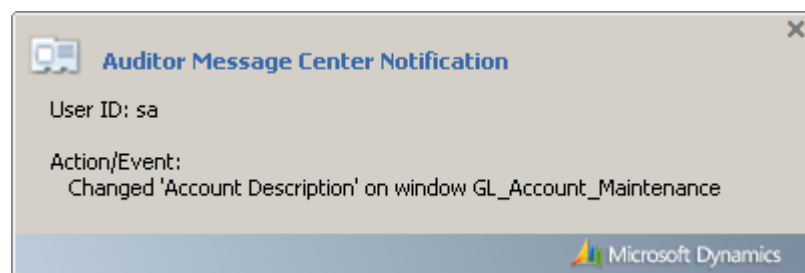 Auditor Message Center Notification
User ID: sa
Action/Event:
Changed 'Account Description' on window GL_Account_Maintenance
Microsoft Dynamics